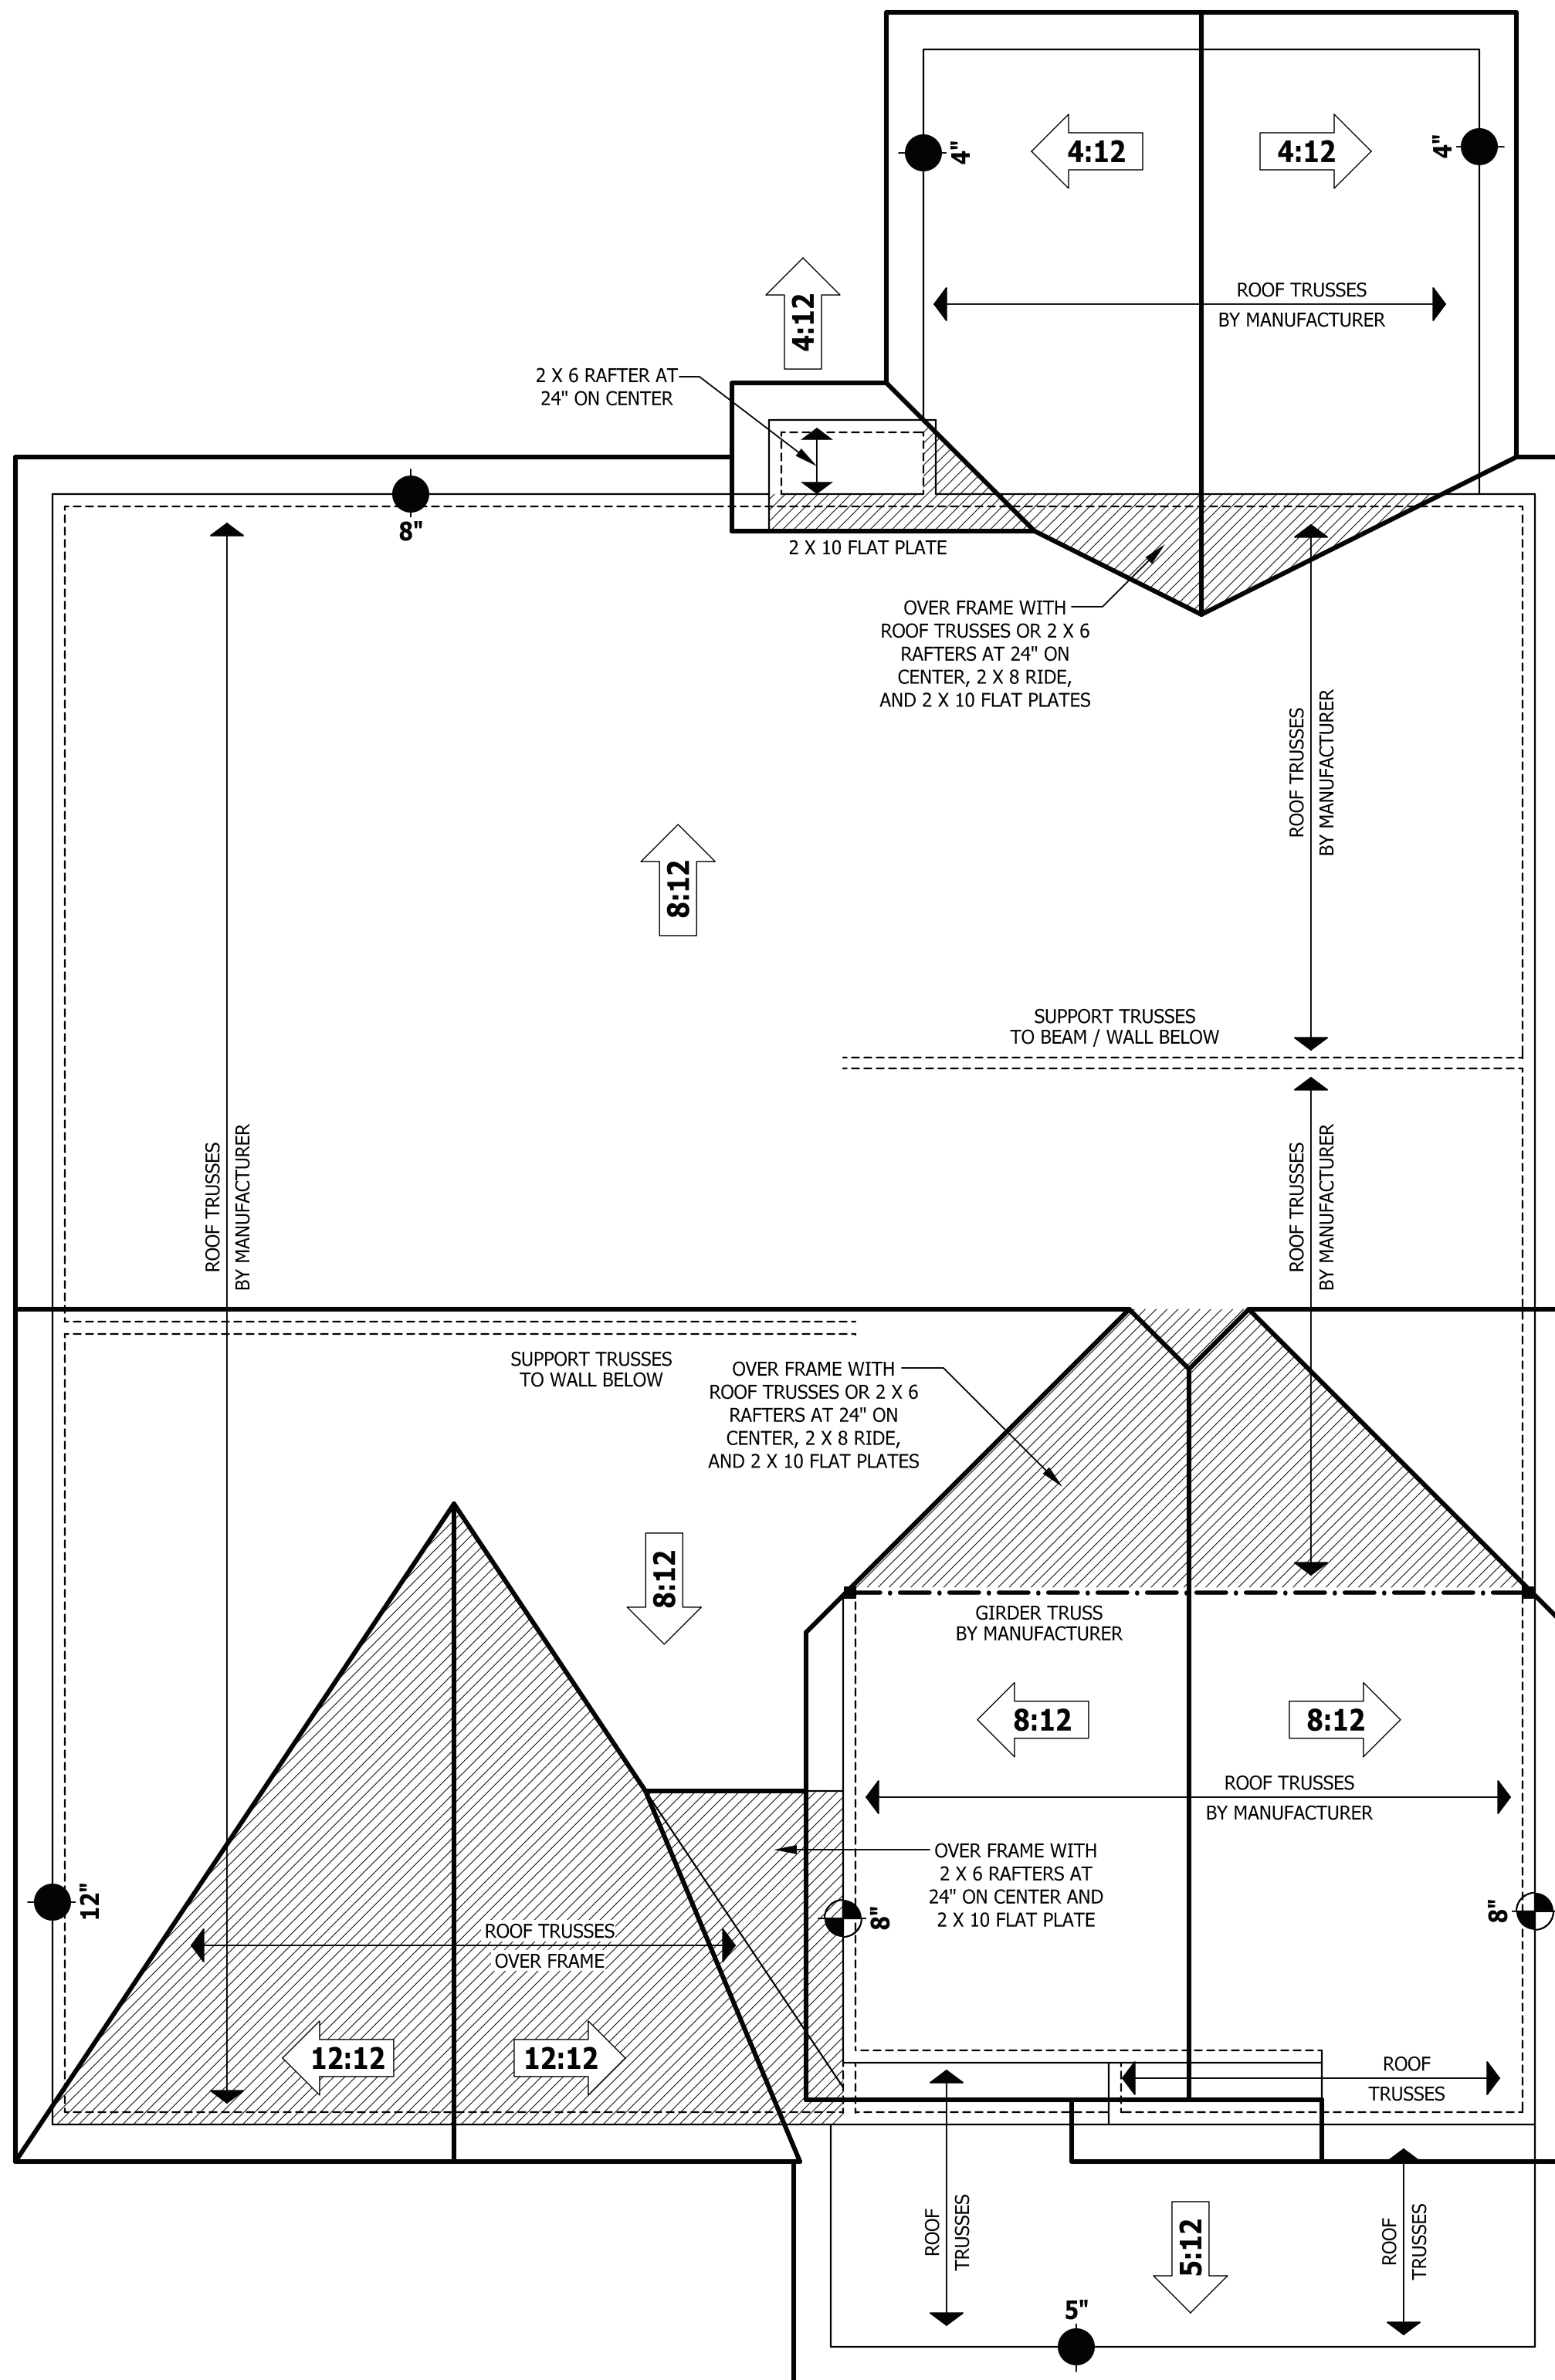 4"
4:12
4:12
4"
ROOF TRUSSES
BY MANUFACTURER
4:12
2 X 6 RAFTER AT
24" ON CENTER
8"
2 X 10 FLAT PLATE
OVER FRAME WITH
ROOF TRUSSES OR 2 X 6
RAFTERS AT 24" ON
CENTER, 2 X 8 RIDE,
AND 2 X 10 FLAT PLATES
ROOF TRUSSES
BY MANUFACTURER
8:12
SUPPORT TRUSSES
TO BEAM / WALL BELOW
ROOF TRUSSES
BY MANUFACTURER
ROOF TRUSSES
BY MANUFACTURER
SUPPORT TRUSSES
TO WALL BELOW
OVER FRAME WITH
ROOF TRUSSES OR 2 X 6
RAFTERS AT 24" ON
CENTER, 2 X 8 RIDE,
AND 2 X 10 FLAT PLATES
8:12
GIRDER TRUSS
BY MANUFACTURER
8:12
8:12
ROOF TRUSSES
BY MANUFACTURER
OVER FRAME WITH
2 X 6 RAFTERS AT
24" ON CENTER AND
2 X 10 FLAT PLATE
12"
8"
8"
ROOF TRUSSES
OVER FRAME
12:12
12:12
ROOF
TRUSSES
ROOF
TRUSSES
5:12
ROOF
TRUSSES
5"